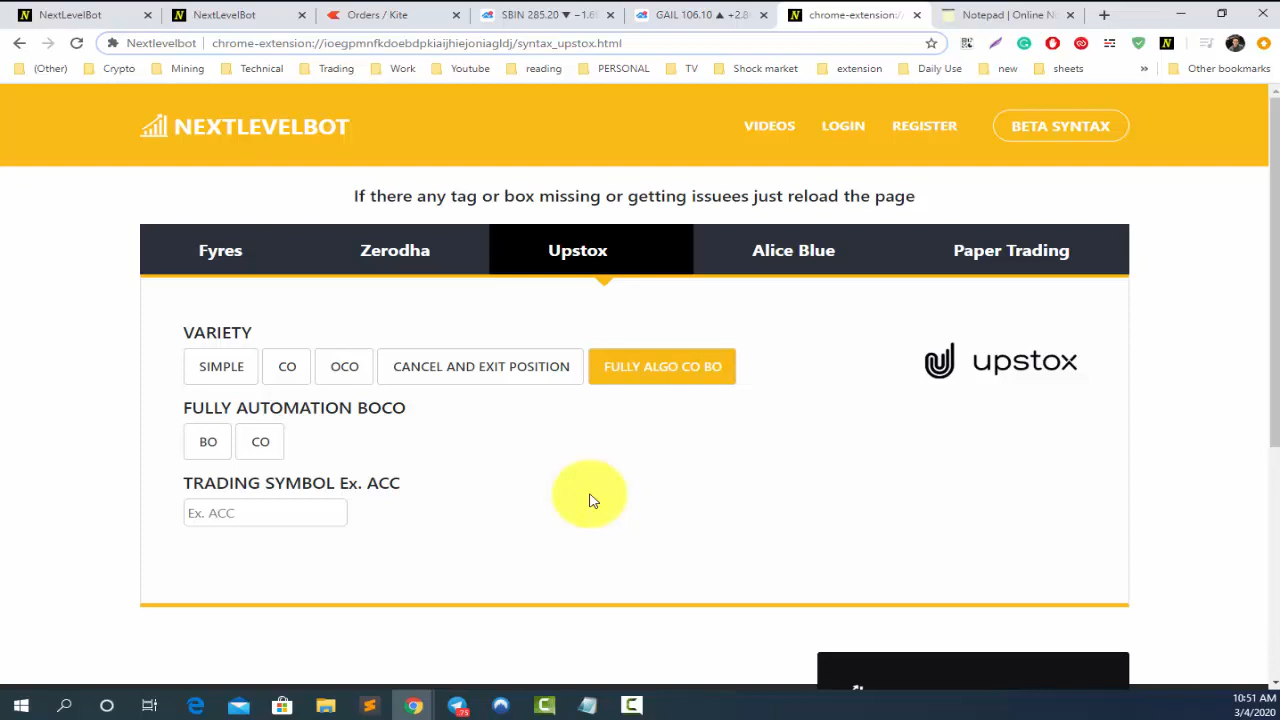 NextLevelBot
NextLevelBot
Orders / Kite
SBIN 285.20 ▼ −1.6
GAIL 106.10 ▲ +2.8
chrome-extension:/
Notepad | Online No
Nextlevelbot
chrome-extension://ioegpmnfkdoebdpkiaijhiejoniagldj/syntax_upstox.html
(Other)
Crypto
Mining
Technical
Trading
Work
Youtube
reading
PERSONAL
TV
Shock market
extension
Daily Use
new
sheets
»
Other bookmarks
NEXTLEVELBOT
VIDEOS
LOGIN
REGISTER
BETA SYNTAX
If there any tag or box missing or getting issuees just reload the page
Fyres
Zerodha
Upstox
Alice Blue
Paper Trading
VARIETY
SIMPLE
CO
OCO
CANCEL AND EXIT POSITION
FULLY ALGO CO BO
upstox
FULLY AUTOMATION BOCO
BO
CO
TRADING SYMBOL Ex. ACC
Ex. ACC
73
10:51 AM
3/4/2020